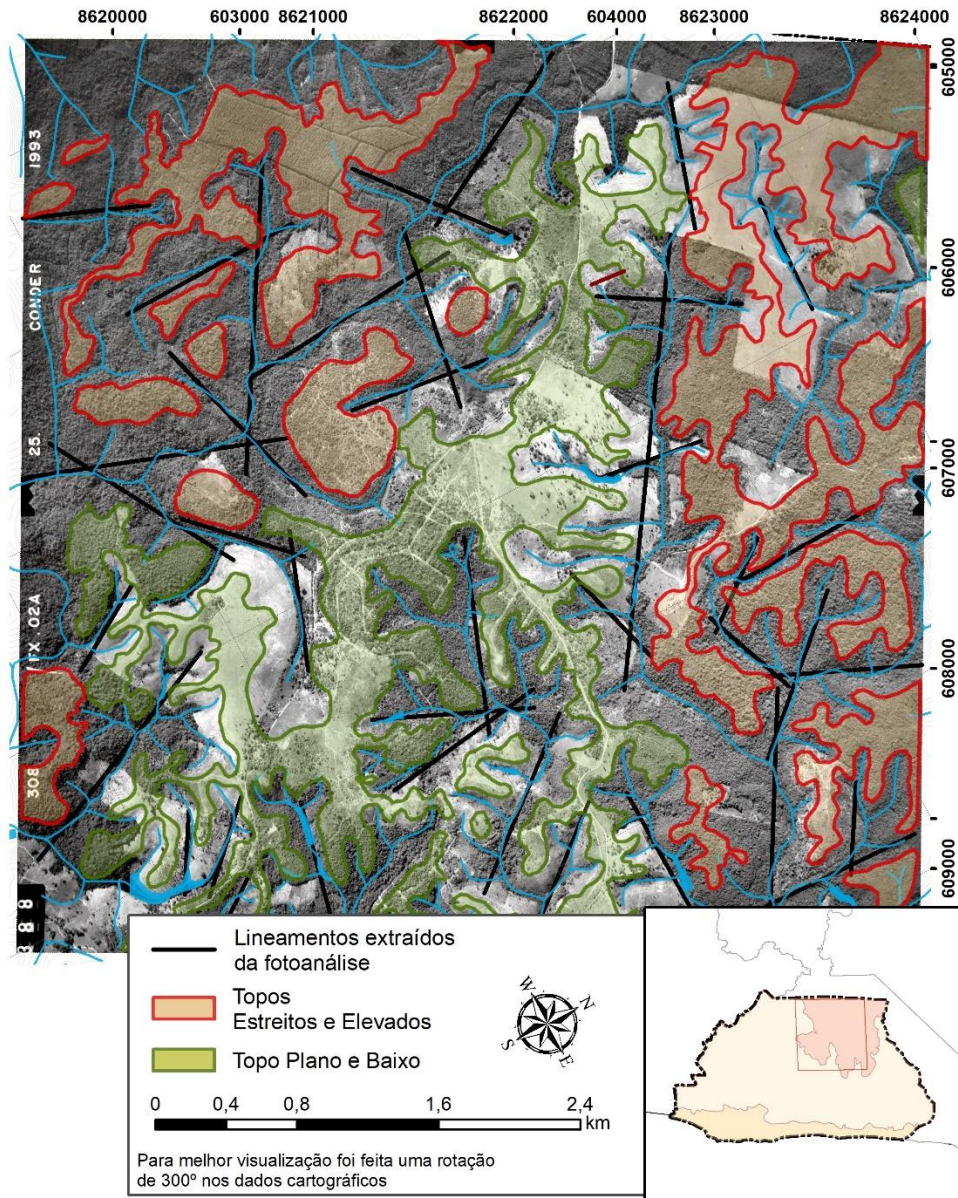 8620000 603000 8621000 8622000 604000 8623000 8624000
605000
606000
607000
608000
609000
1993
CONDER
25.
FX. 02A
308
888
Lineamentos extraídos
da fotoanálise
Topos
Estreitos e Elevados
Topo Plano e Baixo
W N
S E
0 0,4 0,8 1,6 2,4
km
Para melhor visualização foi feita uma rotação
de 300º nos dados cartográficos